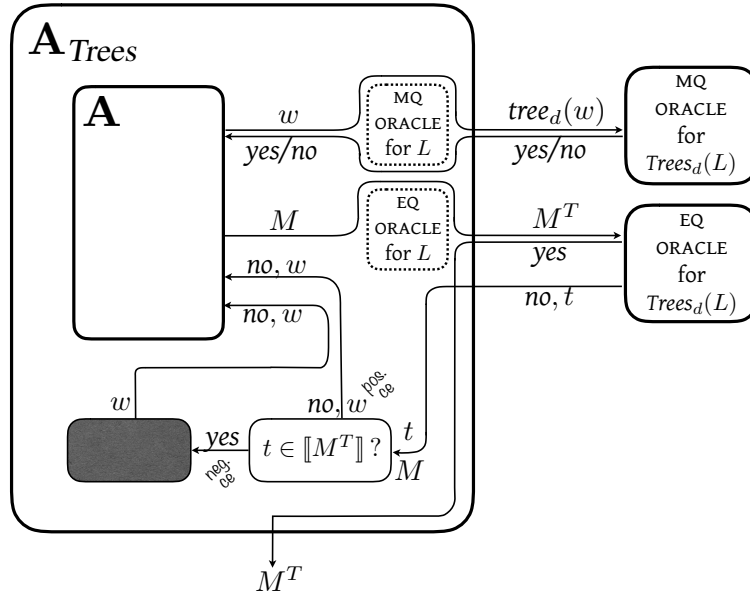 A_Trees
A
w
yes/no
MQ
ORACLE
for L
tree_d(w)
yes/no
MQ
ORACLE
for
Trees_d(L)
M
EQ
ORACLE
for L
M^T
yes
no, t
EQ
ORACLE
for
Trees_d(L)
no, w
no, w
w
no, w
pos.
ce
yes
neg.
ce
t ∈ ⟦M^T⟧ ?
t
M
M^T